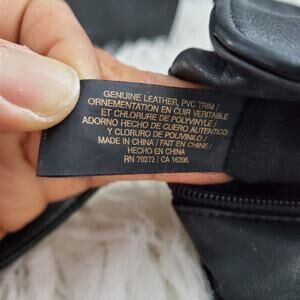 GENUINE LEATHER, PVC TRIM /
ORNEMENTATION EN CUIR VERITABLE
ET CHLORURE DE POLYVINYLE /
ADORNO HECHO DE CUERO AUTENTICO
Y CLORURO DE POLIVINILO /
MADE IN CHINA / FAIT EN CHINE /
HECHO EN CHINA
RN 70272 / CA 16396